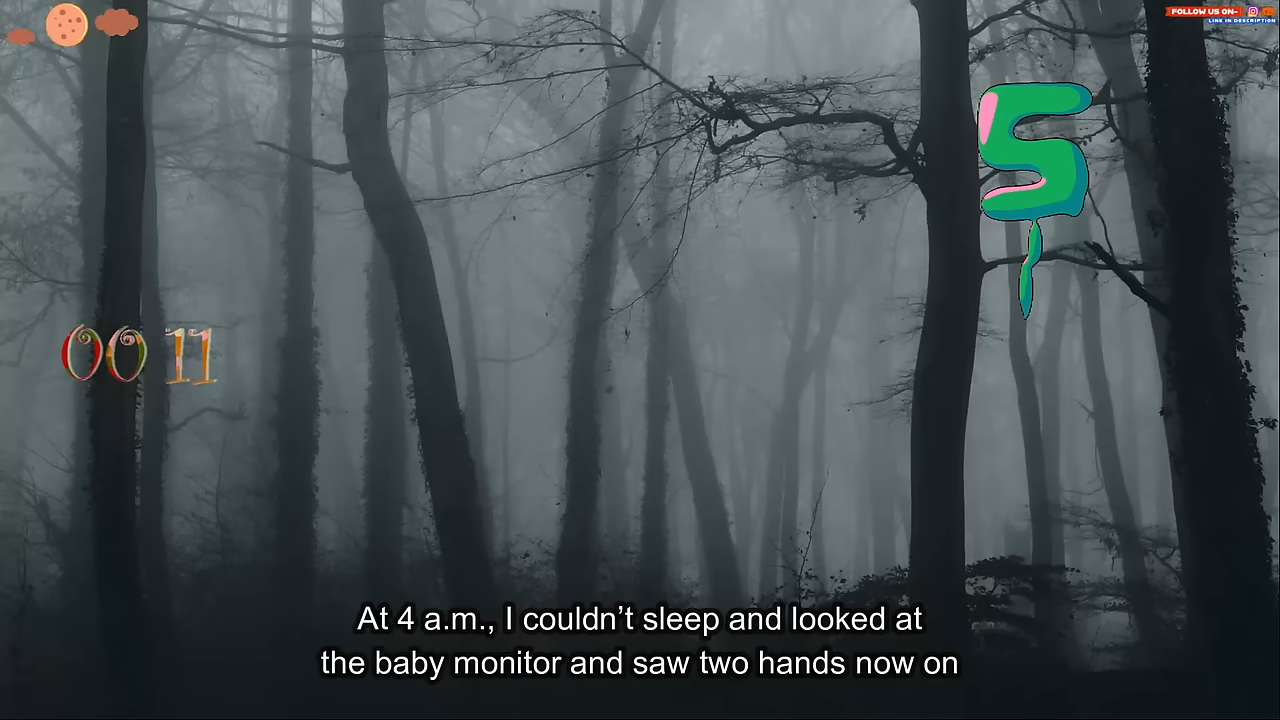 FOLLOW US ON-
LINK IN DESCRIPTION
5
00 11
At 4 a.m., I couldn’t sleep and looked at
the baby monitor and saw two hands now on